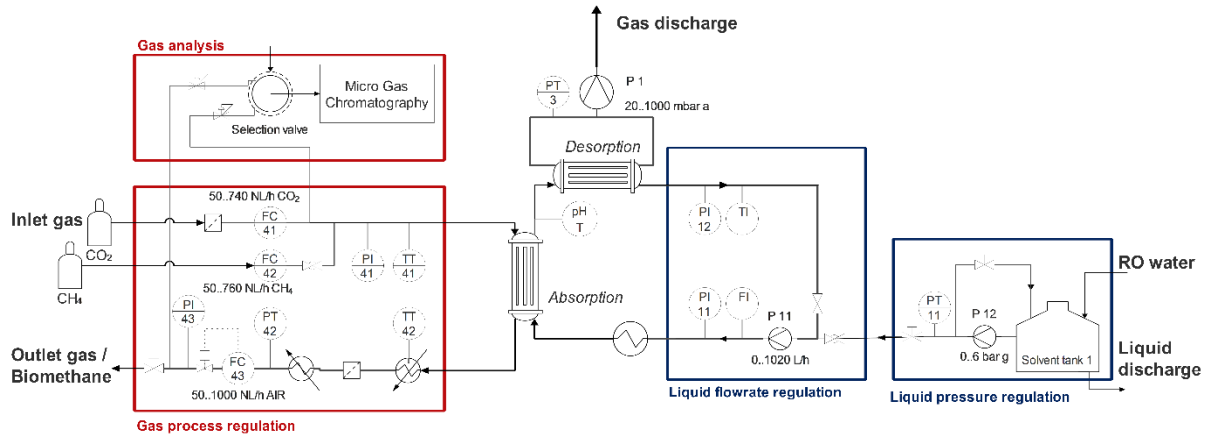 Gas discharge
Gas analysis
Micro Gas
Chromatography
Selection valve
PT
3
P 1
20..1000 mbar a
Desorption
50..740 NL/h CO₂
Inlet gas
FC
41
CO₂
FC
42
CH₄
50..760 NL/h CH₄
PI
41
TT
41
pH
T
PI
12
TI
RO water
Absorption
PI
43
PT
42
TT
42
PI
11
FI
P 11
0..1020 L/h
PT
11
P 12
0..6 bar g
Solvent tank 1
Outlet gas /
Biomethane
FC
43
50..1000 NL/h AIR
Liquid
discharge
Gas process regulation
Liquid flowrate regulation
Liquid pressure regulation